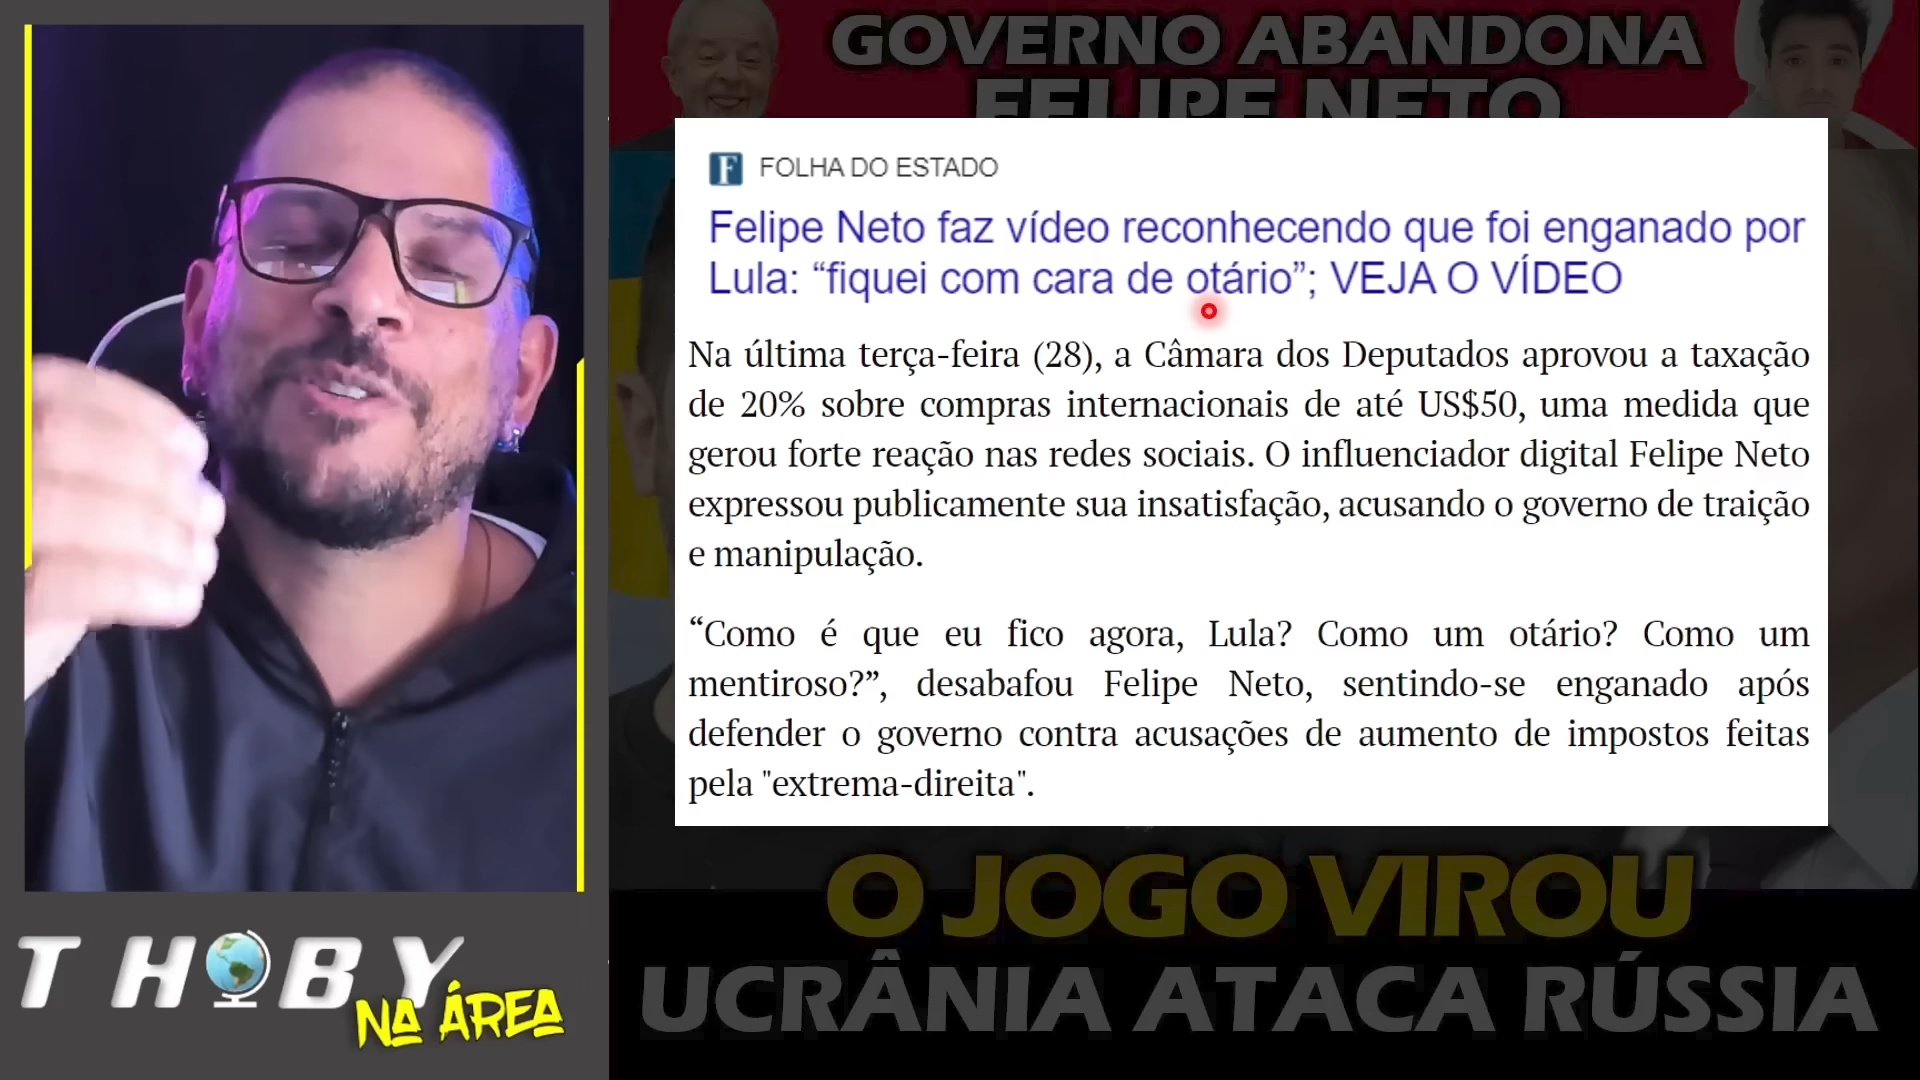 GOVERNO ABANDONA
FELIPE NETO
F FOLHA DO ESTADO
Felipe Neto faz vídeo reconhecendo que foi enganado por
Lula: “fiquei com cara de otário”; VEJA O VÍDEO
Na última terça-feira (28), a Câmara dos Deputados aprovou a taxação
de 20% sobre compras internacionais de até US$50, uma medida que
gerou forte reação nas redes sociais. O influenciador digital Felipe Neto
expressou publicamente sua insatisfação, acusando o governo de traição
e manipulação.
“Como é que eu fico agora, Lula? Como um otário? Como um
mentiroso?”, desabafou Felipe Neto, sentindo-se enganado após
defender o governo contra acusações de aumento de impostos feitas
pela "extrema-direita".
O JOGO VIROU
UCRÂNIA ATACA RÚSSIA
THOBY
NA ÁREA